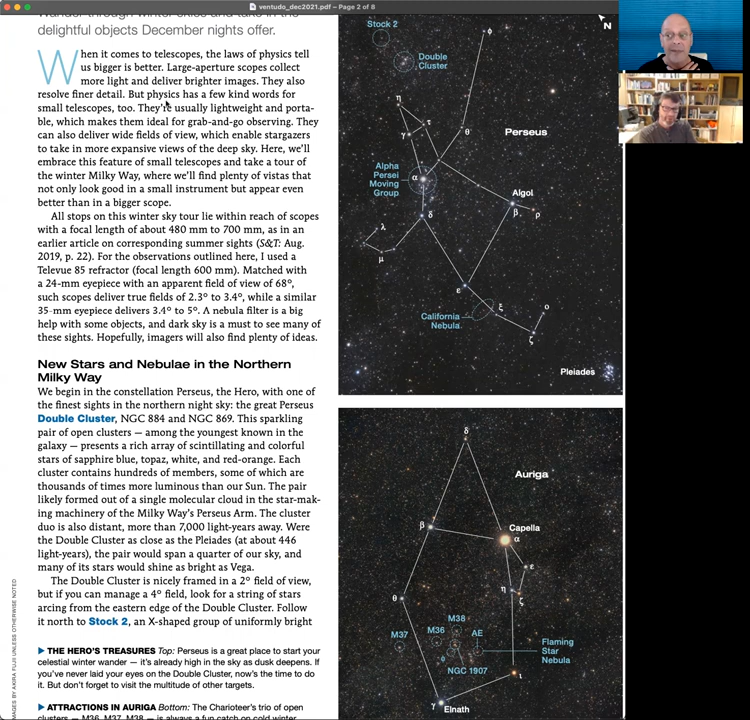 ventudo_dec2021.pdf – Page 2 of 8
Wander through winter skies and take in the
delightful objects December nights offer.
When it comes to telescopes, the laws of physics tell
us bigger is better. Large-aperture scopes collect
more light and deliver brighter images. They also
resolve finer detail. But physics has a few kind words for
small telescopes, too. They're usually lightweight and porta-
ble, which makes them ideal for grab-and-go observing. They
can also deliver wide fields of view, which enable stargazers
to take in more expansive views of the deep sky. Here, we'll
embrace this feature of small telescopes and take a tour of
the winter Milky Way, where we'll find plenty of vistas that
not only look good in a small instrument but appear even
better than in a bigger scope.
All stops on this winter sky tour lie within reach of scopes
with a focal length of about 480 mm to 700 mm, as in an
earlier article on corresponding summer sights (S&T: Aug.
2019, p. 22). For the observations outlined here, I used a
Televue 85 refractor (focal length 600 mm). Matched with
a 24-mm eyepiece with an apparent field of view of 68°,
such scopes deliver true fields of 2.3° to 3.4°, while a similar
35-mm eyepiece delivers 3.4° to 5°. A nebula filter is a big
help with some objects, and dark sky is a must to see many of
these sights. Hopefully, imagers will also find plenty of ideas.
New Stars and Nebulae in the Northern
Milky Way
We begin in the constellation Perseus, the Hero, with one of
the finest sights in the northern night sky: the great Perseus
Double Cluster, NGC 884 and NGC 869. This sparkling
pair of open clusters — among the youngest known in the
galaxy — presents a rich array of scintillating and colorful
stars of sapphire blue, topaz, white, and red-orange. Each
cluster contains hundreds of members, some of which are
thousands of times more luminous than our Sun. The pair
likely formed out of a single molecular cloud in the star-mak-
ing machinery of the Milky Way's Perseus Arm. The cluster
duo is also distant, more than 7,000 light-years away. Were
the Double Cluster as close as the Pleiades (at about 446
light-years), the pair would span a quarter of our sky, and
many of its stars would shine as bright as Vega.
The Double Cluster is nicely framed in a 2° field of view,
but if you can manage a 4° field, look for a string of stars
arcing from the eastern edge of the Double Cluster. Follow
it north to Stock 2, an X-shaped group of uniformly bright
▶ THE HERO'S TREASURES Top: Perseus is a great place to start your
celestial winter wander — it's already high in the sky as dusk deepens. If
you've never laid your eyes on the Double Cluster, now's the time to do
it. But don't forget to visit the multitude of other targets.
▶ ATTRACTIONS IN AURIGA Bottom: The Charioteer's trio of open
clusters — M36, M37, M38 — is always a fun catch on cold winter
IMAGES BY AKIRA FUJII UNLESS OTHERWISE NOTED
N
Stock 2
φ
Double
Cluster
η
γ
τ
θ
Perseus
Alpha
Persei
Moving
Group
α
Algol
β
ρ
δ
λ
μ
ε
California
Nebula
ξ
ο
ζ
Pleiades
δ
Auriga
β
Capella
α
ε
η
ζ
θ
M38
M36
AE
M37
Flaming
Star
Nebula
φ
NGC 1907
ι
γ
Elnath